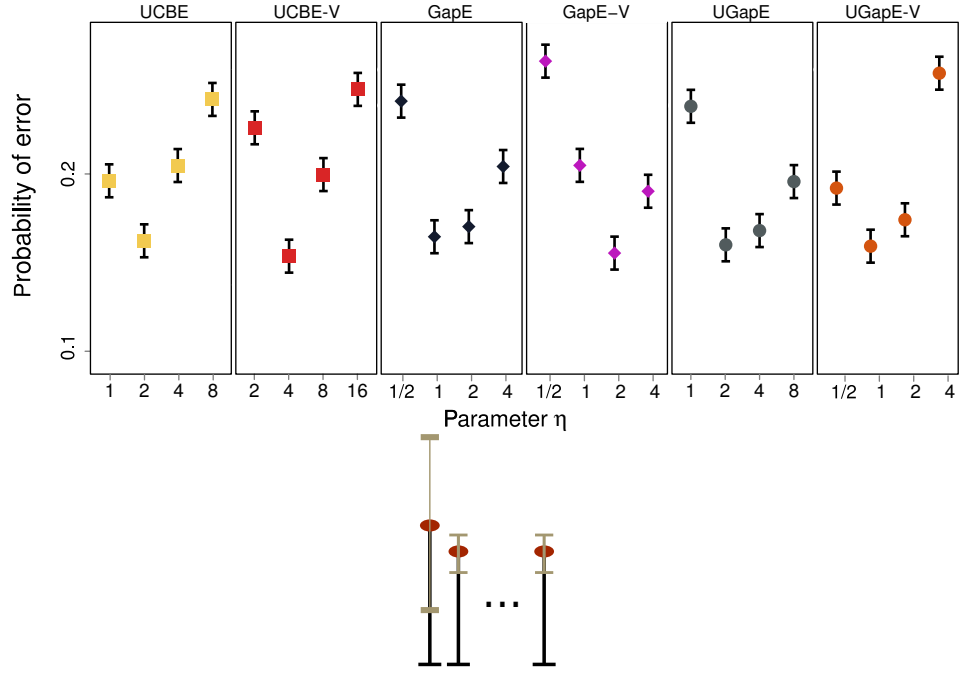 UCBE UCBE-V GapE GapE−V UGapE UGapE-V
Probability of error
0.2
0.1
1 2 4 8 2 4 8 16 1/2 1 2 4 1/2 1 2 4 1 2 4 8 1/2 1 2 4
Parameter η
...